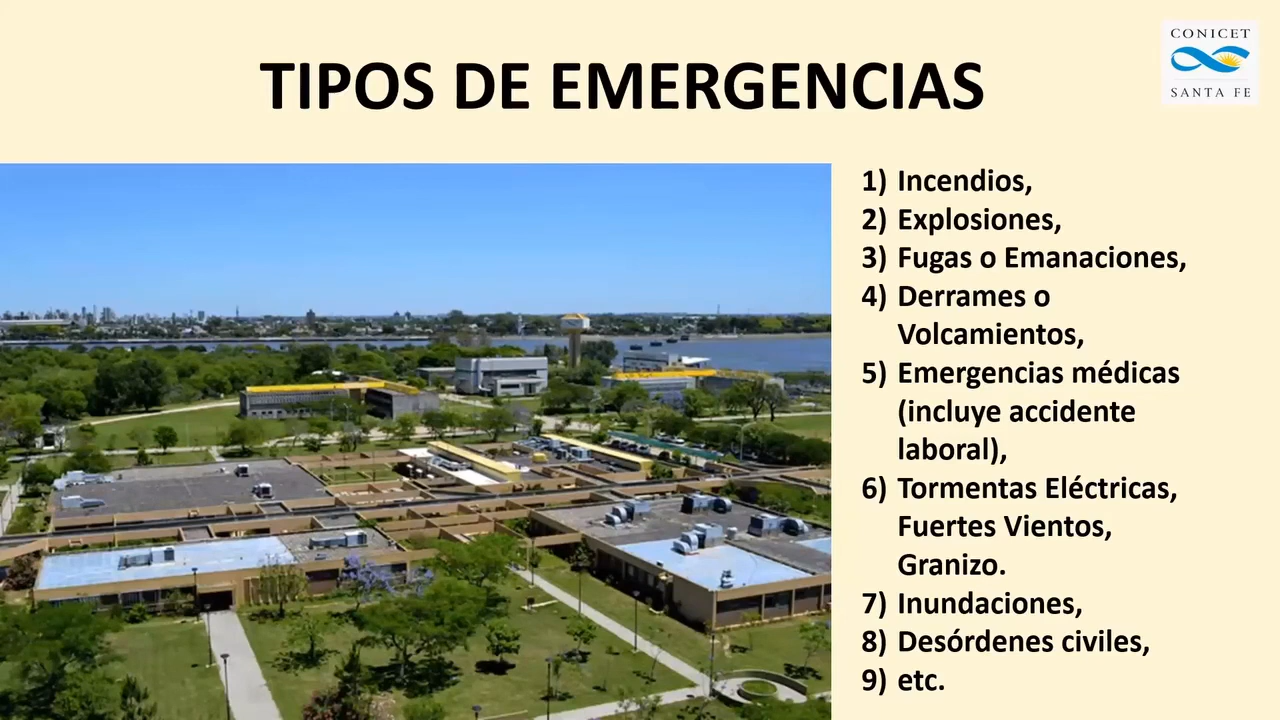 CONICET
SANTA FE
TIPOS DE EMERGENCIAS
1) Incendios,
2) Explosiones,
3) Fugas o Emanaciones,
4) Derrames o
Volcamientos,
5) Emergencias médicas
(incluye accidente
laboral),
6) Tormentas Eléctricas,
Fuertes Vientos,
Granizo.
7) Inundaciones,
8) Desórdenes civiles,
9) etc.